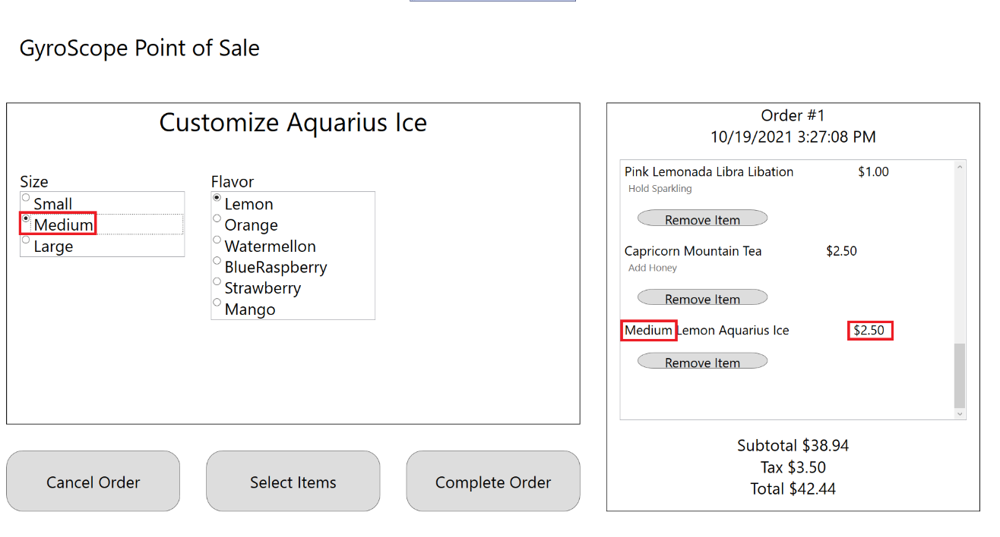 GyroScope Point of Sale
Customize Aquarius Ice
Size
Small
Medium
Large
Flavor
Lemon
Orange
Watermellon
BlueRaspberry
Strawberry
Mango
Cancel Order
Select Items
Complete Order
Order #1
10/19/2021 3:27:08 PM
Pink Lemonada Libra Libation $1.00
Hold Sparkling
Remove Item
Capricorn Mountain Tea $2.50
Add Honey
Remove Item
Medium Lemon Aquarius Ice $2.50
Remove Item
Subtotal $38.94
Tax $3.50
Total $42.44